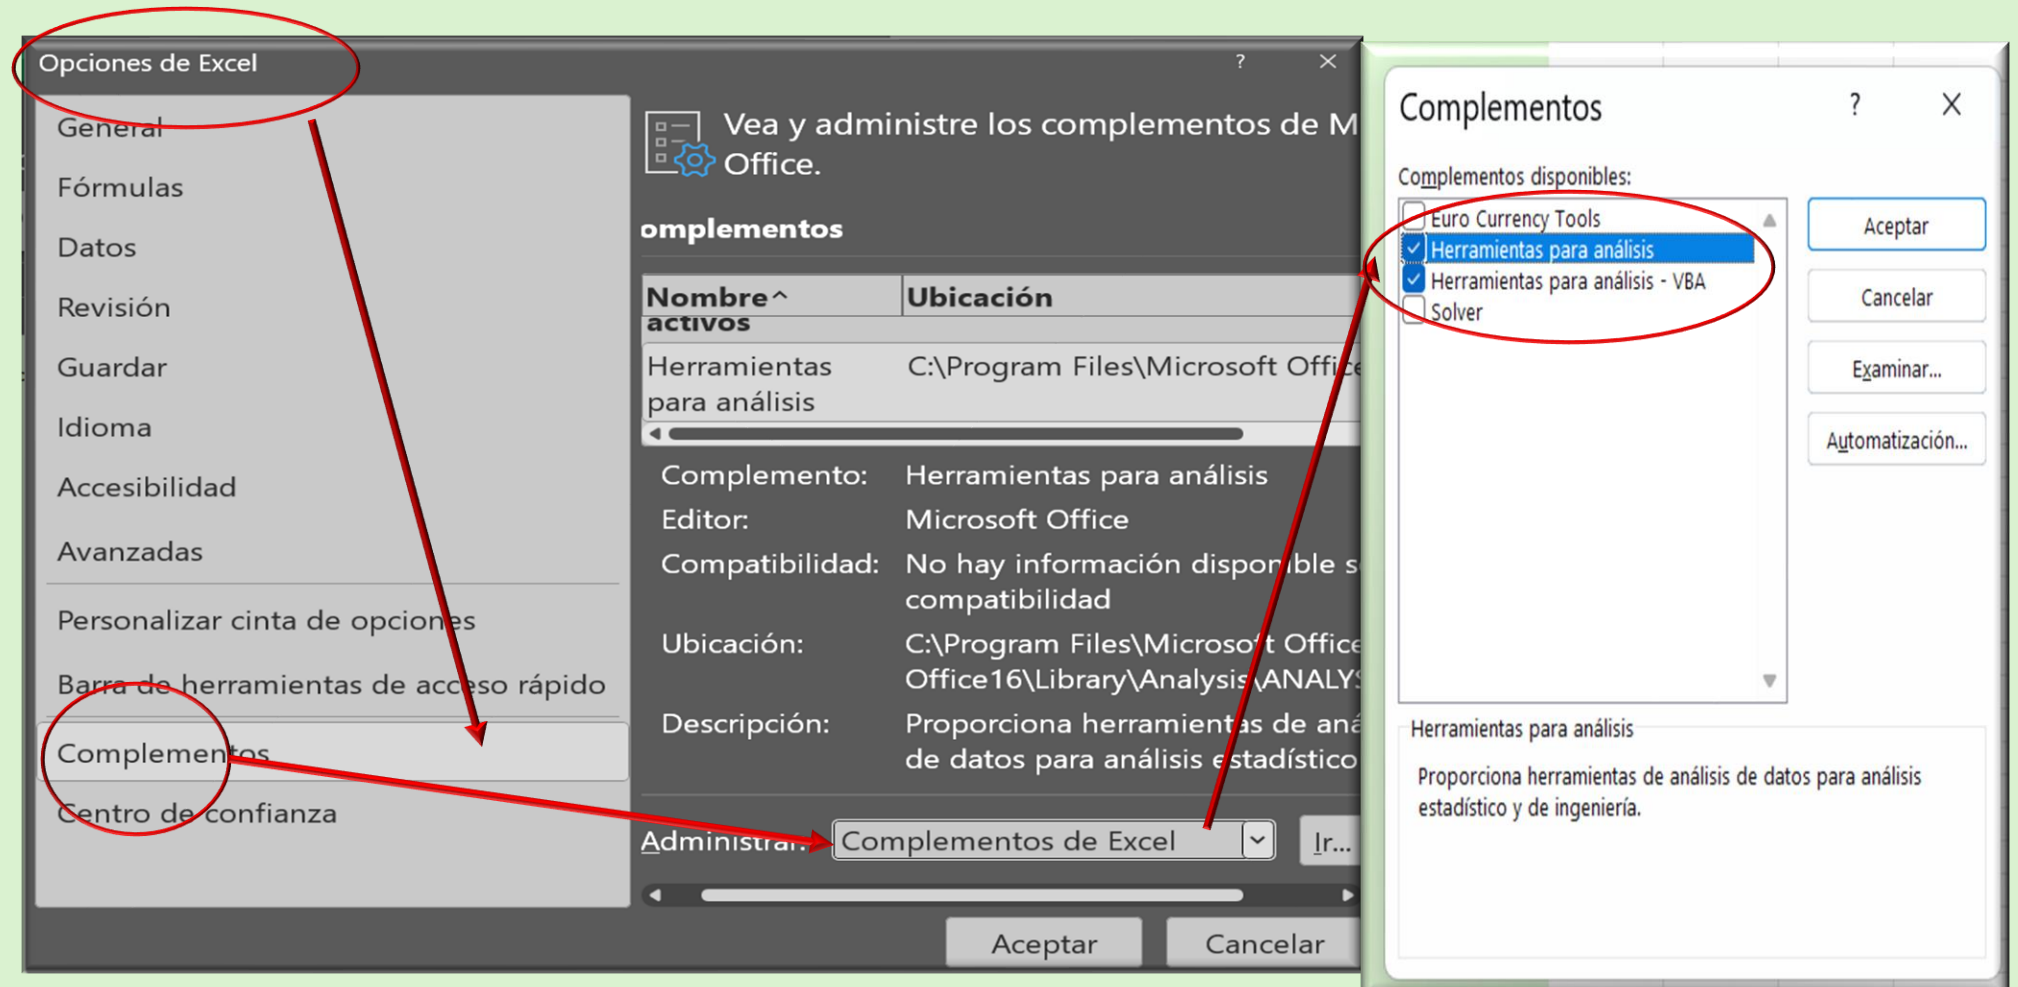 Opciones de Excel
?
General
Fórmulas
Datos
Revisión
Guardar
Idioma
Accesibilidad
Avanzadas
Personalizar cinta de opciones
Barra de herramientas de acceso rápido
Complementos
Centro de confianza
Vea y administre los complementos de M
Office.
omplementos
Nombre Ubicación
activos
Herramientas C:\Program Files\Microsoft Office
para análisis
Complemento: Herramientas para análisis
Editor: Microsoft Office
Compatibilidad: No hay información disponible s
compatibilidad
Ubicación: C:\Program Files\Microsoft Office
Office16\Library\Analysis\ANALYS
Descripción: Proporciona herramientas de aná
de datos para análisis estadístico
Administrar: Complementos de Excel Ir...
Aceptar Cancelar
Complementos ?
Complementos disponibles:
Euro Currency Tools
Herramientas para análisis
Herramientas para análisis - VBA
Solver
Aceptar
Cancelar
Examinar...
Automatización...
Herramientas para análisis
Proporciona herramientas de análisis de datos para análisis
estadístico y de ingeniería.